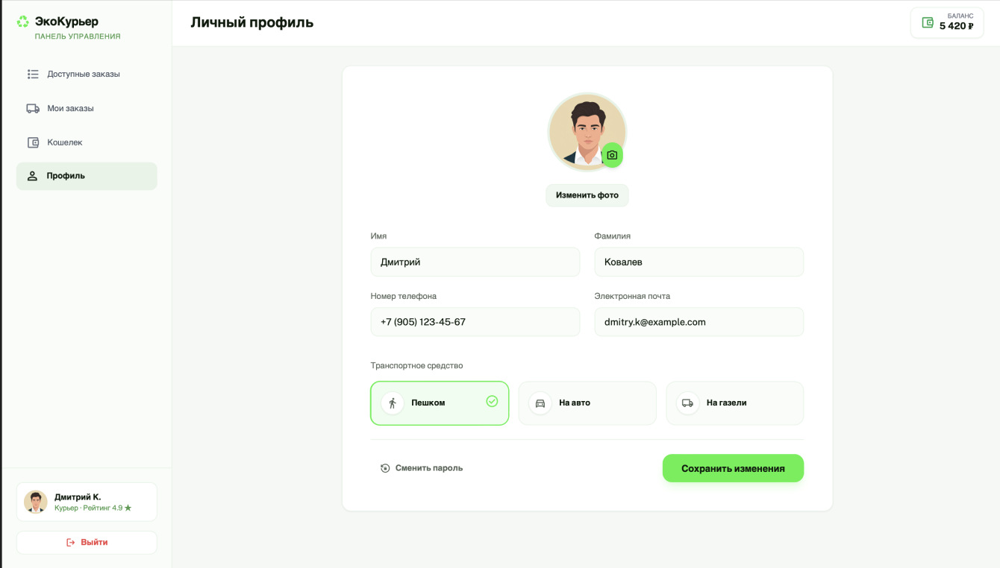 ЭкоКурьер
ПАНЕЛЬ УПРАВЛЕНИЯ
Доступные заказы
Мои заказы
Кошелек
Профиль
Дмитрий К.
Курьер · Рейтинг 4.9 ★
Выйти
Личный профиль
БАЛАНС
5 420 ₽
Изменить фото
Имя
Фамилия
Дмитрий
Ковалев
Номер телефона
Электронная почта
+7 (905) 123-45-67
dmitry.k@example.com
Транспортное средство
Пешком
На авто
На газели
Сменить пароль
Сохранить изменения